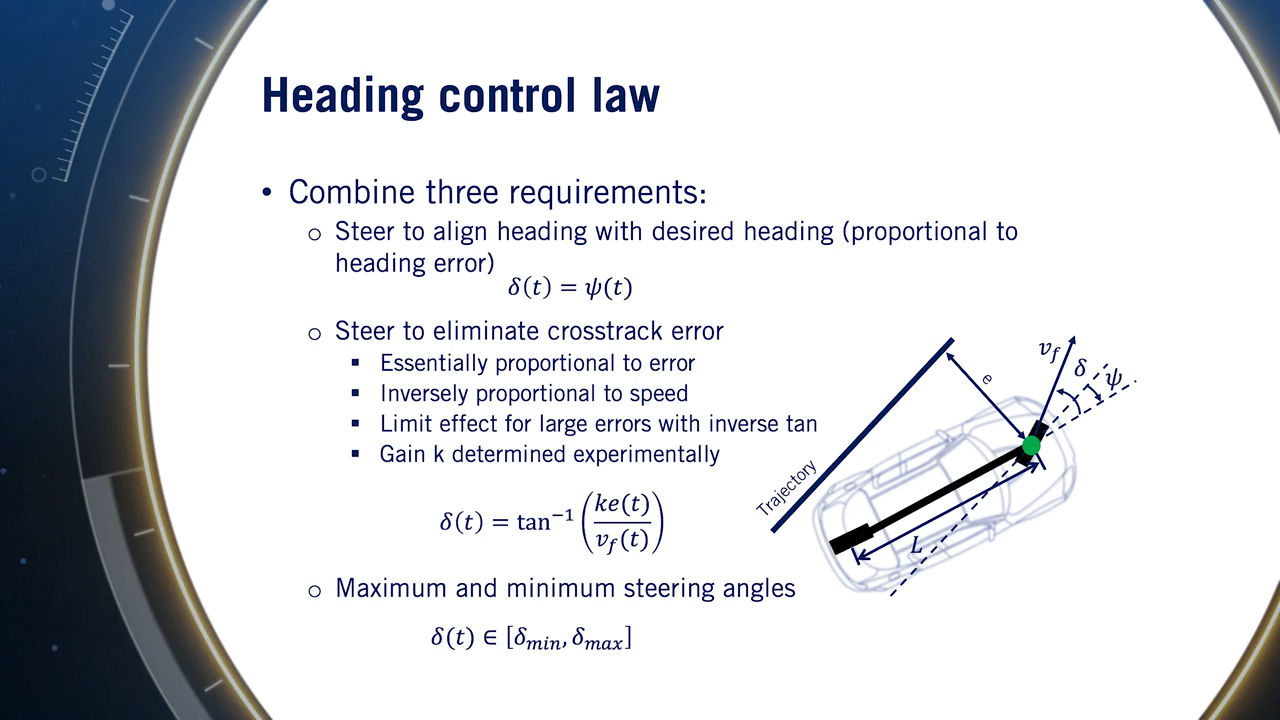 Heading control law
• Combine three requirements:
o Steer to align heading with desired heading (proportional to
heading error)
δ(t) = ψ(t)
o Steer to eliminate crosstrack error
▪ Essentially proportional to error
▪ Inversely proportional to speed
▪ Limit effect for large errors with inverse tan
▪ Gain k determined experimentally
δ(t) = tan⁻¹(ke(t)/v_f(t))
o Maximum and minimum steering angles
δ(t) ∈ [δ_min, δ_max]
Trajectory
e
v_f
δ
ψ
L